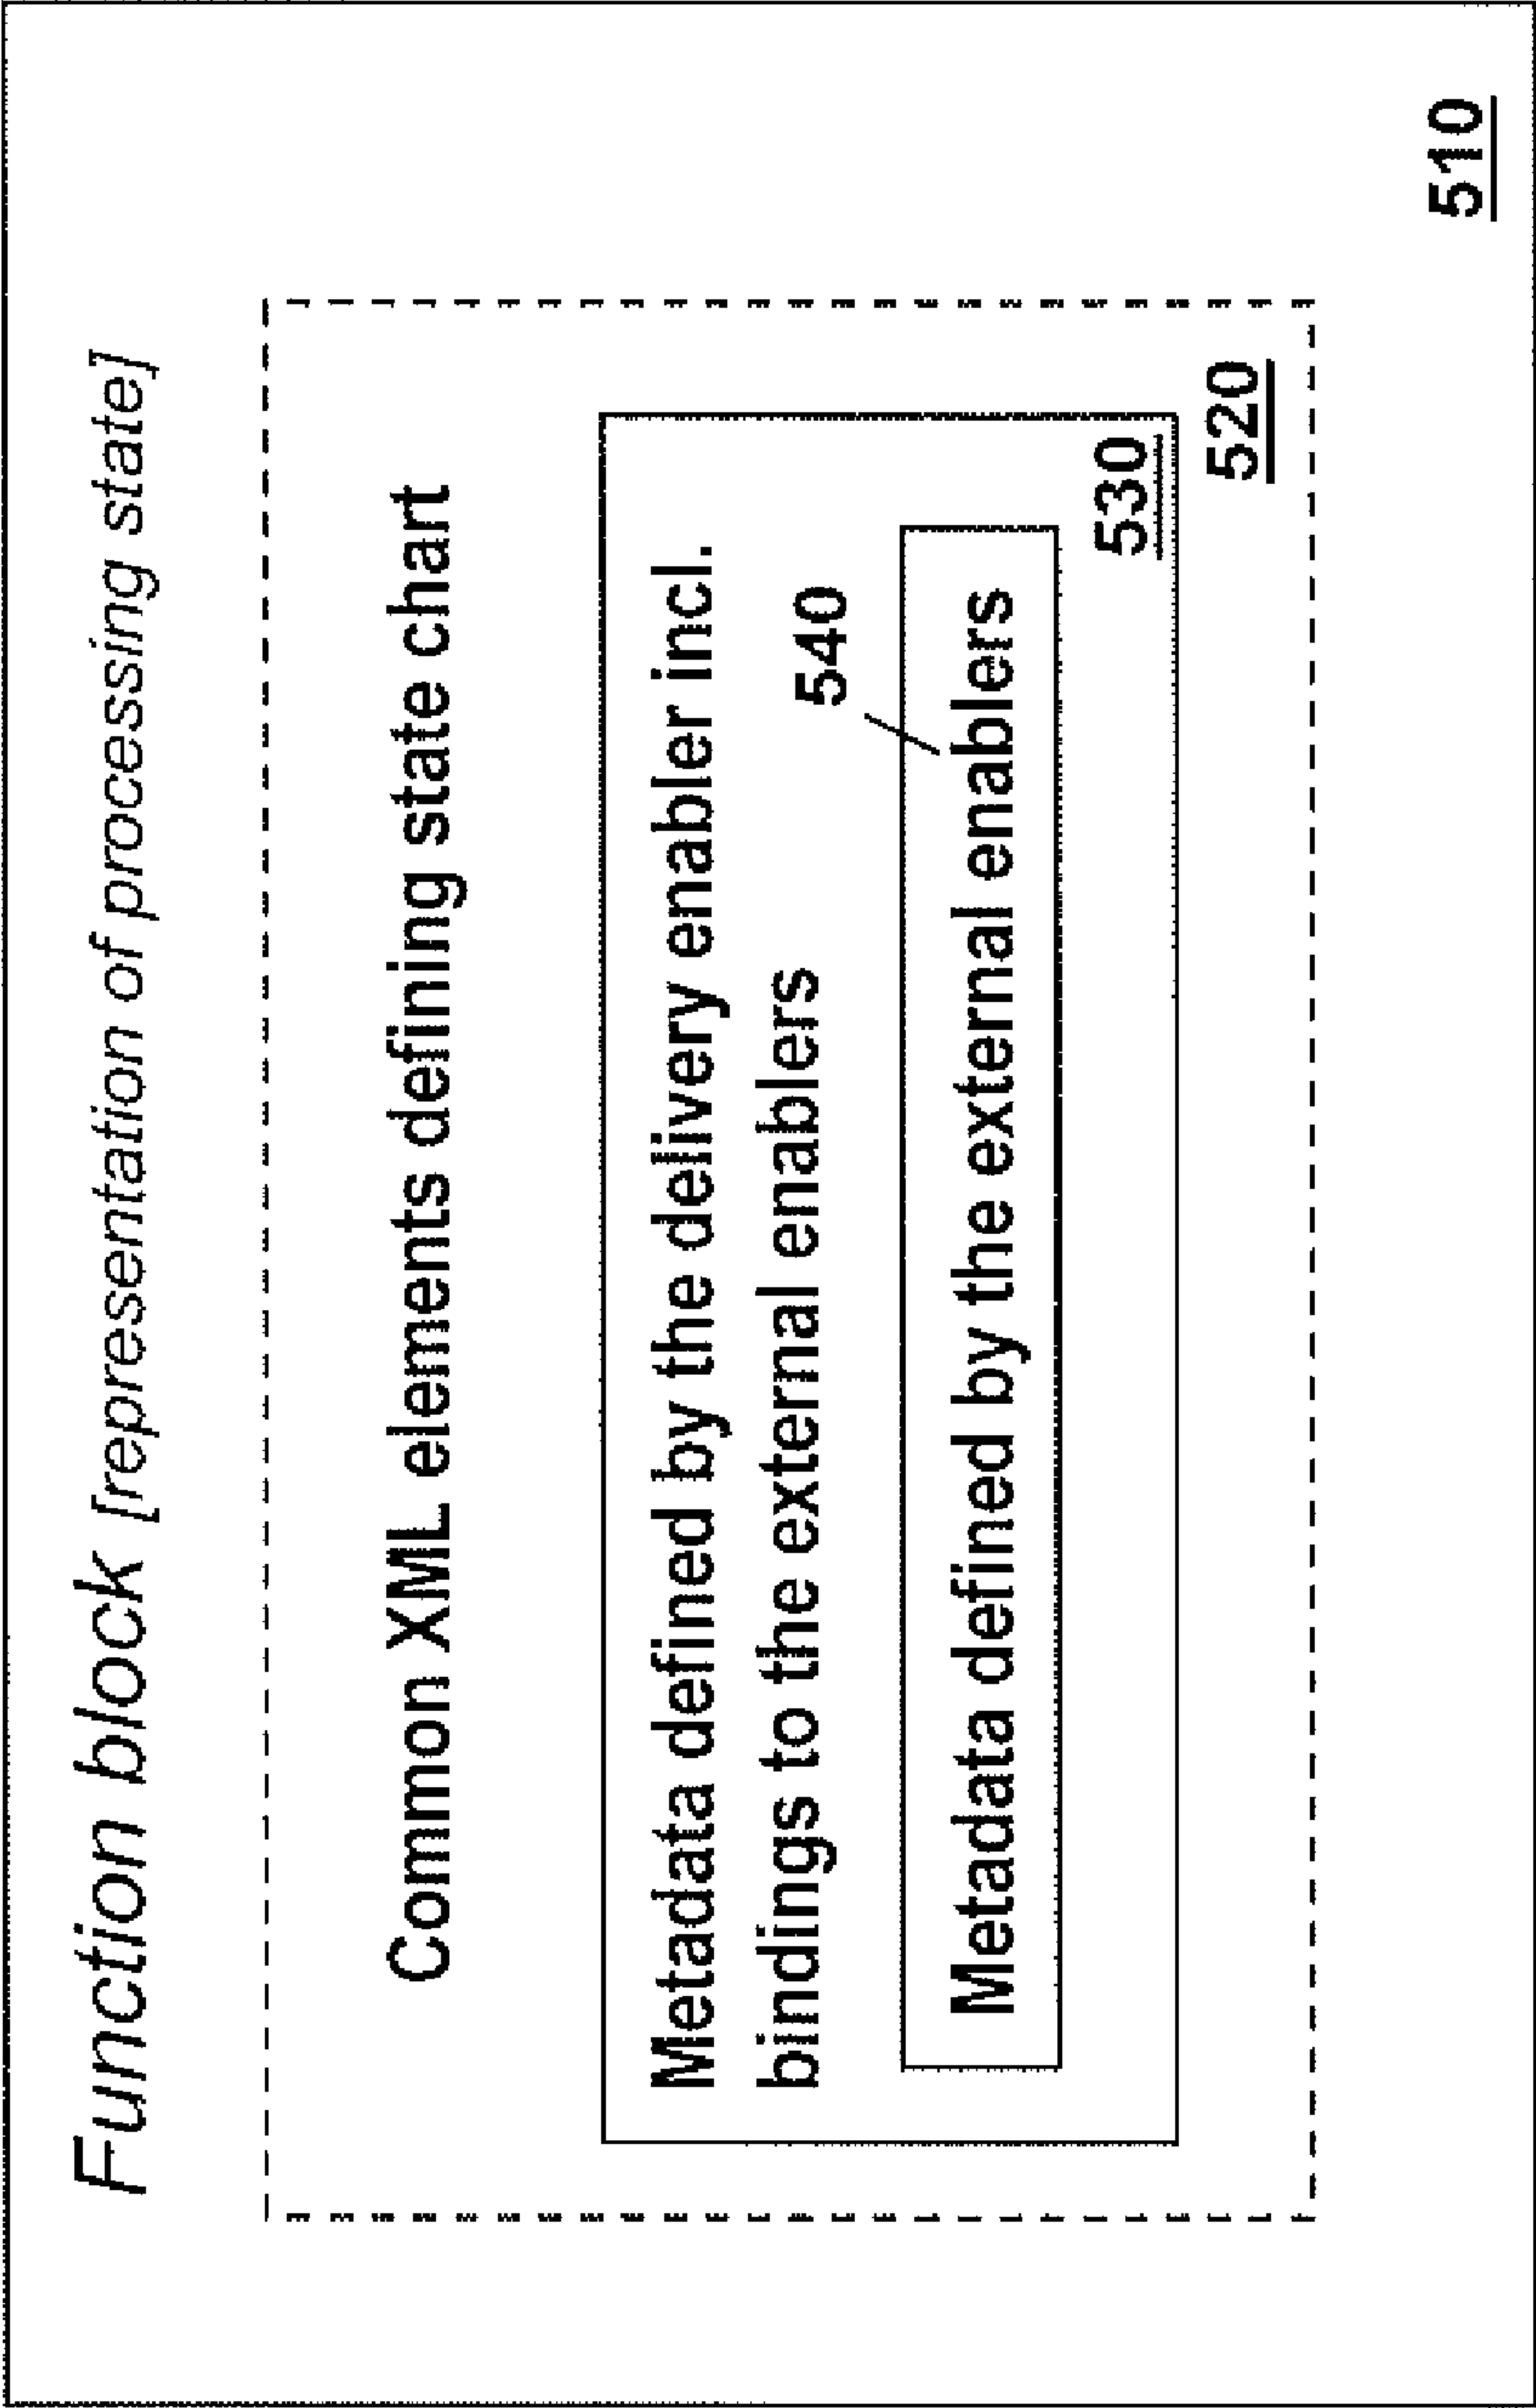 Function block [representation of processing state]
Common XML elements defining state chart
Metadata defined by the delivery enabler incl.
bindings to the external enablers
540
Metadata defined by the external enablers
530
520
510